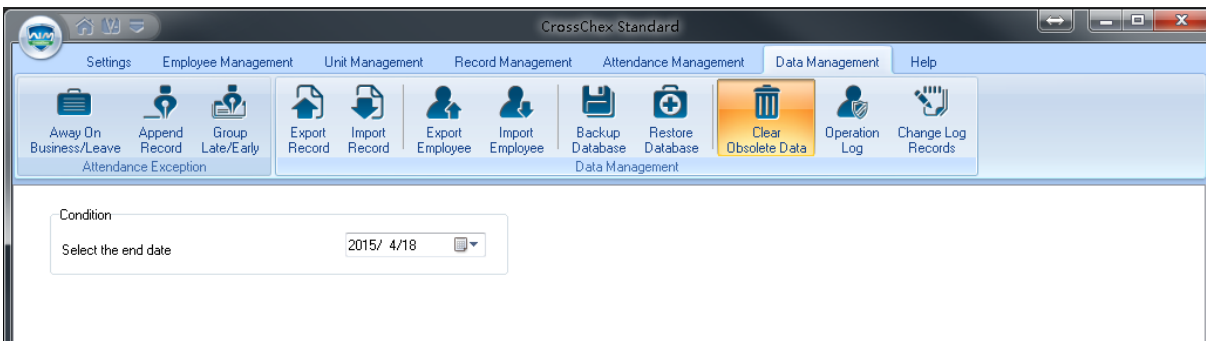 CrossChex Standard
Settings Employee Management Unit Management Record Management Attendance Management Data Management Help
Away On Business/Leave
Append Record
Group Late/Early
Export Record
Import Record
Export Employee
Import Employee
Backup Database
Restore Database
Clear Obsolete Data
Operation Log
Change Log Records
Attendance Exception
Data Management
Condition
Select the end date 2015/ 4/18